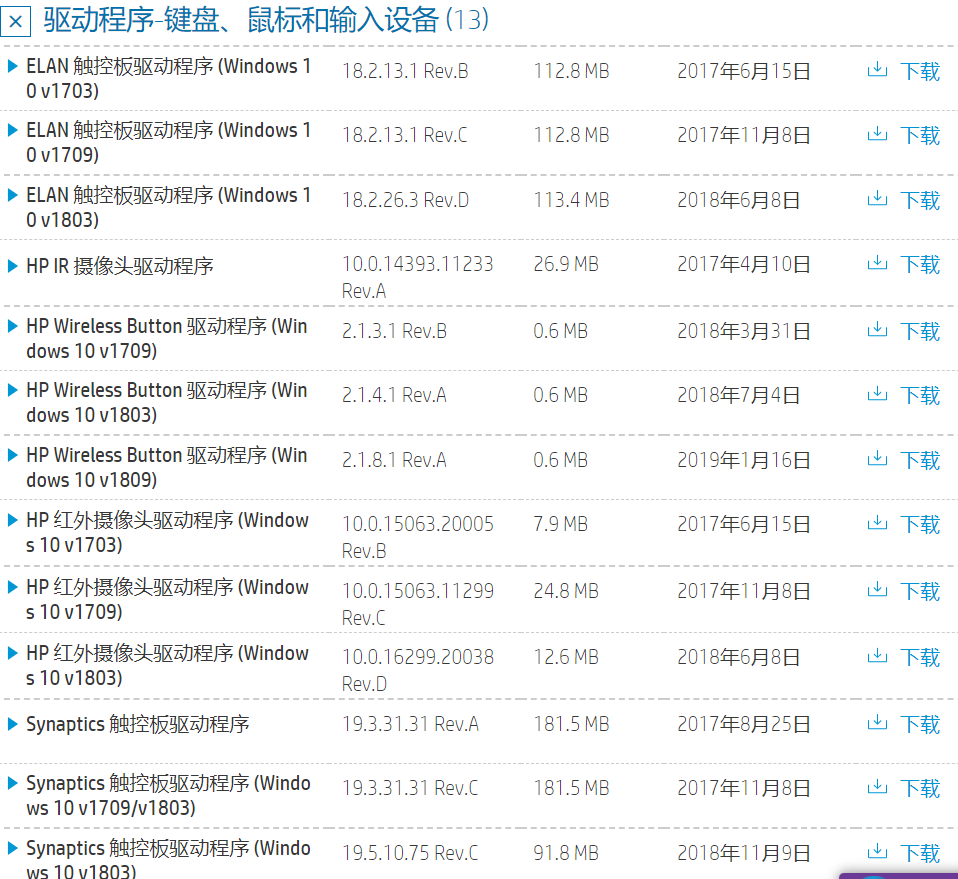 驱动程序-键盘、鼠标和输入设备 (13)
ELAN 触控板驱动程序 (Windows 1
0 v1703)
18.2.13.1 Rev.B
112.8 MB
2017年6月15日
下载
ELAN 触控板驱动程序 (Windows 1
0 v1709)
18.2.13.1 Rev.C
112.8 MB
2017年11月8日
下载
ELAN 触控板驱动程序 (Windows 1
0 v1803)
18.2.26.3 Rev.D
113.4 MB
2018年6月8日
下载
HP IR 摄像头驱动程序
10.0.14393.11233
Rev.A
26.9 MB
2017年4月10日
下载
HP Wireless Button 驱动程序 (Win
dows 10 v1709)
2.1.3.1 Rev.B
0.6 MB
2018年3月31日
下载
HP Wireless Button 驱动程序 (Win
dows 10 v1803)
2.1.4.1 Rev.A
0.6 MB
2018年7月4日
下载
HP Wireless Button 驱动程序 (Win
dows 10 v1809)
2.1.8.1 Rev.A
0.6 MB
2019年1月16日
下载
HP 红外摄像头驱动程序 (Window
s 10 v1703)
10.0.15063.20005
Rev.B
7.9 MB
2017年6月15日
下载
HP 红外摄像头驱动程序 (Window
s 10 v1709)
10.0.15063.11299
Rev.C
24.8 MB
2017年11月8日
下载
HP 红外摄像头驱动程序 (Window
s 10 v1803)
10.0.16299.20038
Rev.D
12.6 MB
2018年6月8日
下载
Synaptics 触控板驱动程序
19.3.31.31 Rev.A
181.5 MB
2017年8月25日
下载
Synaptics 触控板驱动程序 (Windo
ws 10 v1709/v1803)
19.3.31.31 Rev.C
181.5 MB
2017年11月8日
下载
Synaptics 触控板驱动程序 (Windo
ws 10 v1803)
19.5.10.75 Rev.C
91.8 MB
2018年11月9日
下载